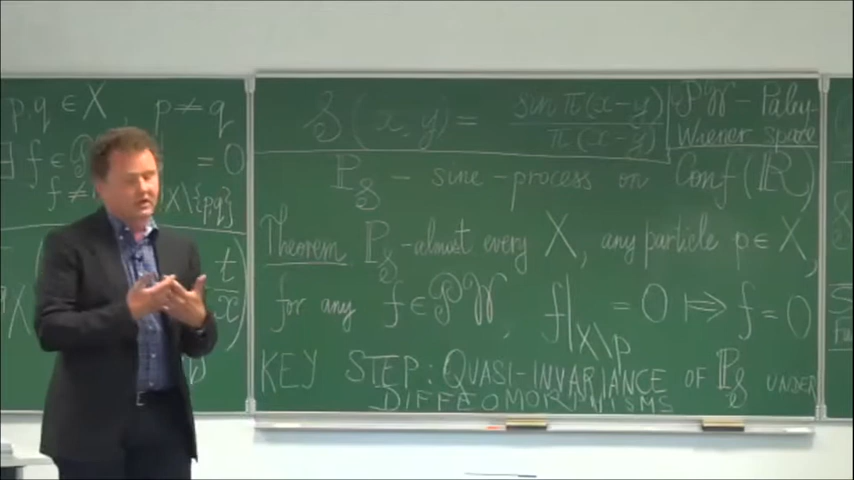 p,q ∈ X p ≠ q
∃ f ∈
= 0
S(x,y) = sin π(x-y) / π(x-y)
PW - Paley
Wiener space
P_S - sine-process on Conf(ℝ)
Theorem P_S-almost every X, any particle p∈X,
for any f∈PW, f|_{X\p} = 0 ⟼ f=0
KEY STEP: QUASI-INVARIANCE OF P_S UNDER
DIFFEOMORPHISMS